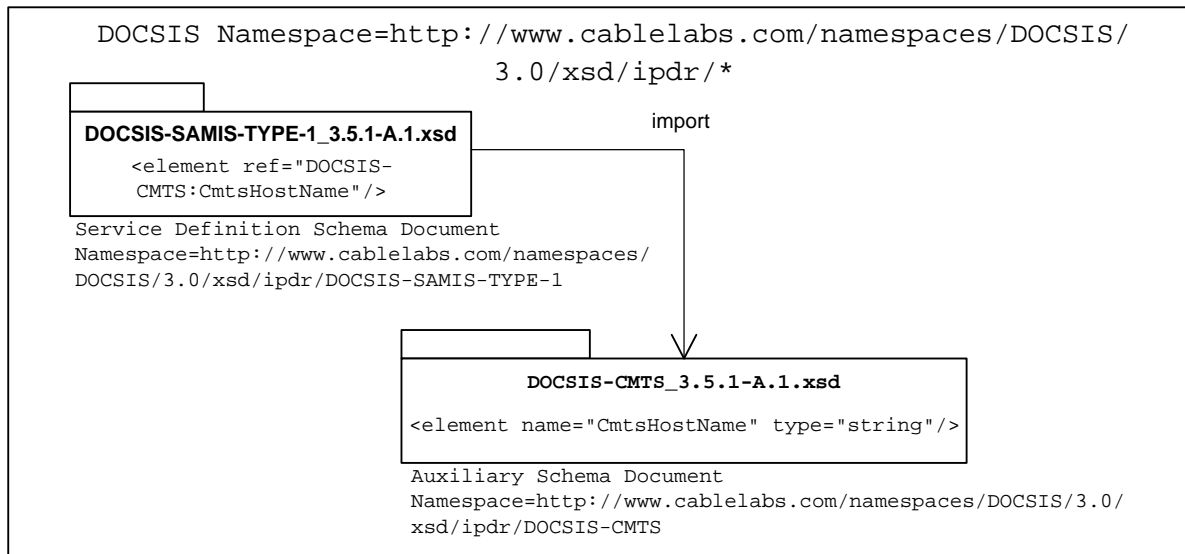 DOCSIS Namespace=http://www.cablelabs.com/namespaces/DOCSIS/
3.0/xsd/ipdr/*
import
DOCSIS-SAMIS-TYPE-1_3.5.1-A.1.xsd
<element ref="DOCSIS-
CMTS:CmtsHostName"/>
Service Definition Schema Document
Namespace=http://www.cablelabs.com/namespaces/
DOCSIS/3.0/xsd/ipdr/DOCSIS-SAMIS-TYPE-1
DOCSIS-CMTS_3.5.1-A.1.xsd
<element name="CmtsHostName" type="string"/>
Auxiliary Schema Document
Namespace=http://www.cablelabs.com/namespaces/DOCSIS/3.0/
xsd/ipdr/DOCSIS-CMTS